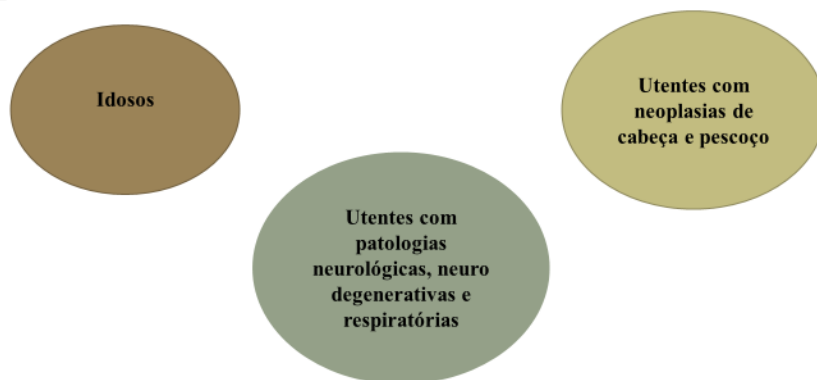 Idosos
Utentes com
neoplasias de
cabeça e pescoço
Utentes com
patologias
neurológicas, neuro
degenerativas e
respiratórias